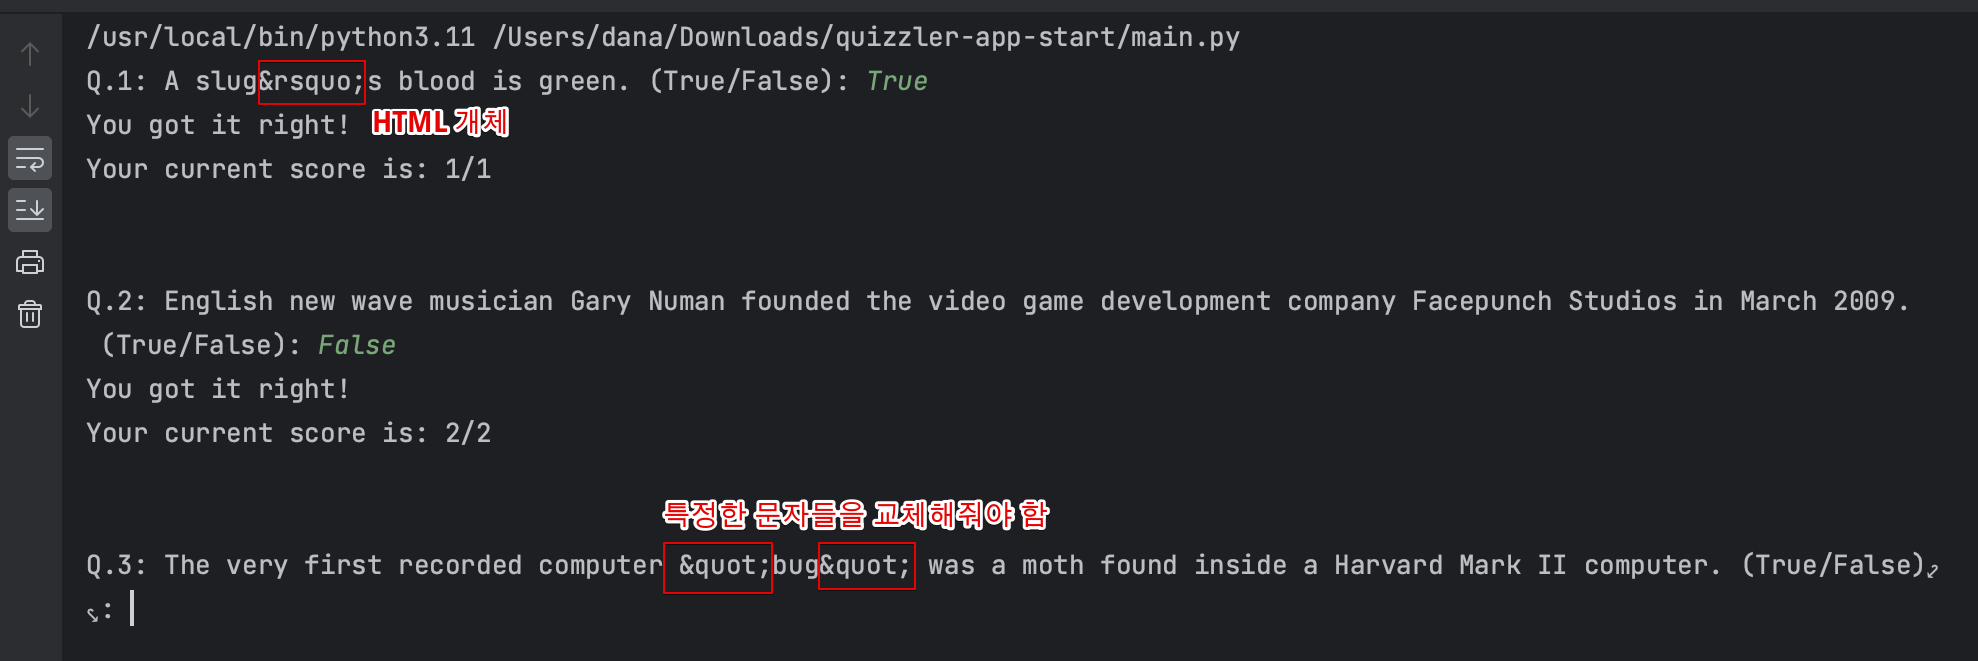 /usr/local/bin/python3.11 /Users/dana/Downloads/quizzler-app-start/main.py
Q.1: A slug&rsquo;s blood is green. (True/False): True
You got it right!
HTML 개체
Your current score is: 1/1
Q.2: English new wave musician Gary Numan founded the video game development company Facepunch Studios in March 2009.
(True/False): False
You got it right!
Your current score is: 2/2
특정한 문자들을 교체해줘야 함
Q.3: The very first recorded computer &quot;bug&quot; was a moth found inside a Harvard Mark II computer. (True/False)
: